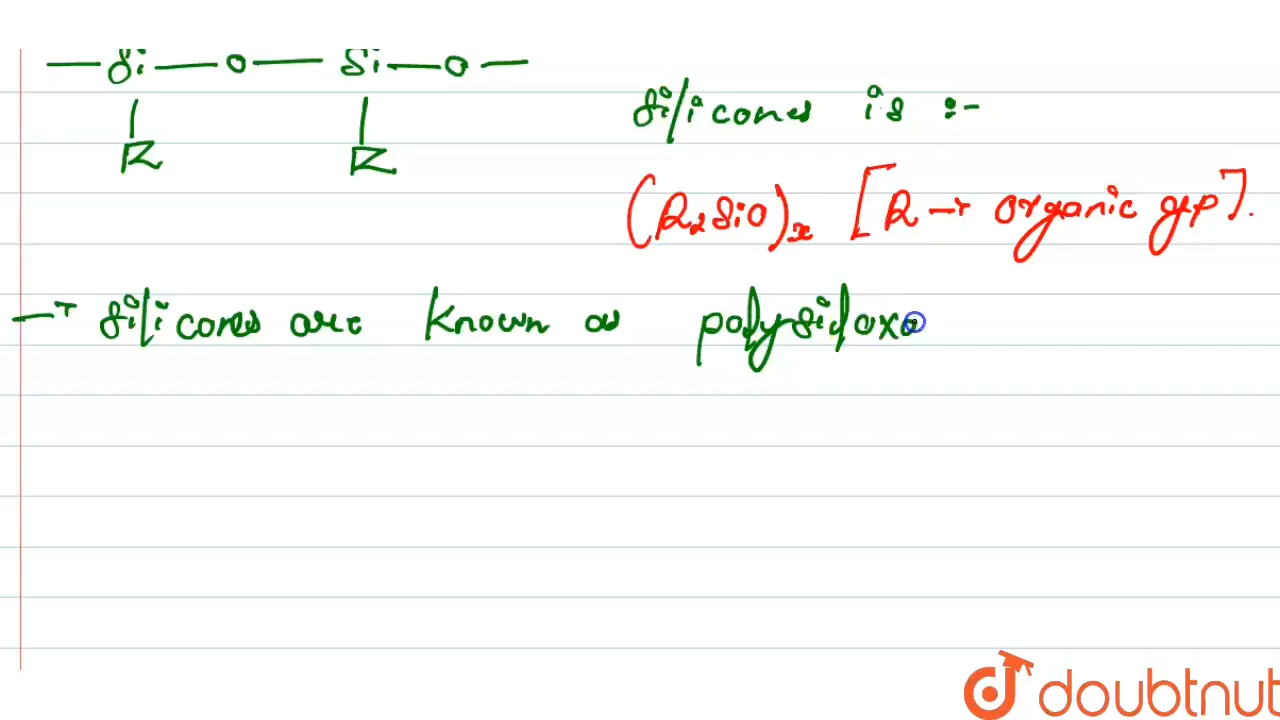 — Si — O — Si — O —
R R
silicones is :-
(R₂SiO)ₓ [R → organic grp].
→ silicones are known as polysiloxa
doubtnut